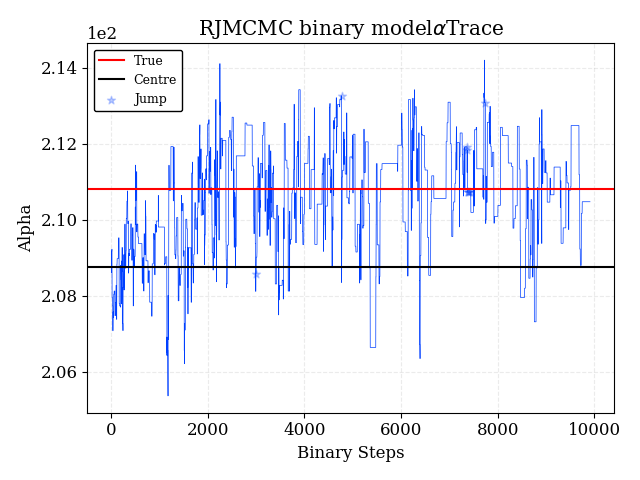 RJMCMC binary modelαTrace
1e2
2.14
2.12
2.10
2.08
2.06
Alpha
True
Centre
Jump
0 2000 4000 6000 8000 10000
Binary Steps